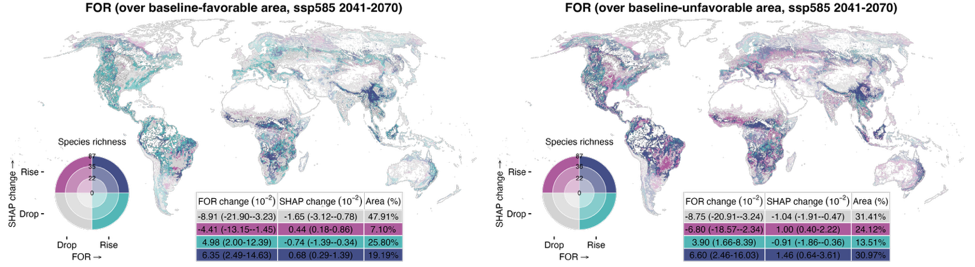 FOR (over baseline-favorable area, ssp585 2041-2070)
Species richness
87
36
22
0
SHAP change →
Rise
Drop
Drop Rise
FOR →
FOR change (10⁻²) SHAP change (10⁻²) Area (%)
-8.91 (-21.90--3.23) -1.65 (-3.12--0.78) 47.91%
-4.41 (-13.15--1.45) 0.44 (0.18-0.86) 7.10%
4.98 (2.00-12.39) -0.74 (-1.39--0.34) 25.80%
6.35 (2.49-14.63) 0.68 (0.29-1.39) 19.19%
FOR (over baseline-unfavorable area, ssp585 2041-2070)
Species richness
87
36
22
0
SHAP change →
Rise
Drop
Drop Rise
FOR →
FOR change (10⁻²) SHAP change (10⁻²) Area (%)
-8.75 (-20.91--3.24) -1.04 (-1.91--0.47) 31.41%
-6.80 (-18.57--2.34) 1.00 (0.40-2.22) 24.12%
3.90 (1.66-8.39) -0.91 (-1.86--0.36) 13.51%
6.60 (2.46-16.03) 1.46 (0.64-3.61) 30.97%